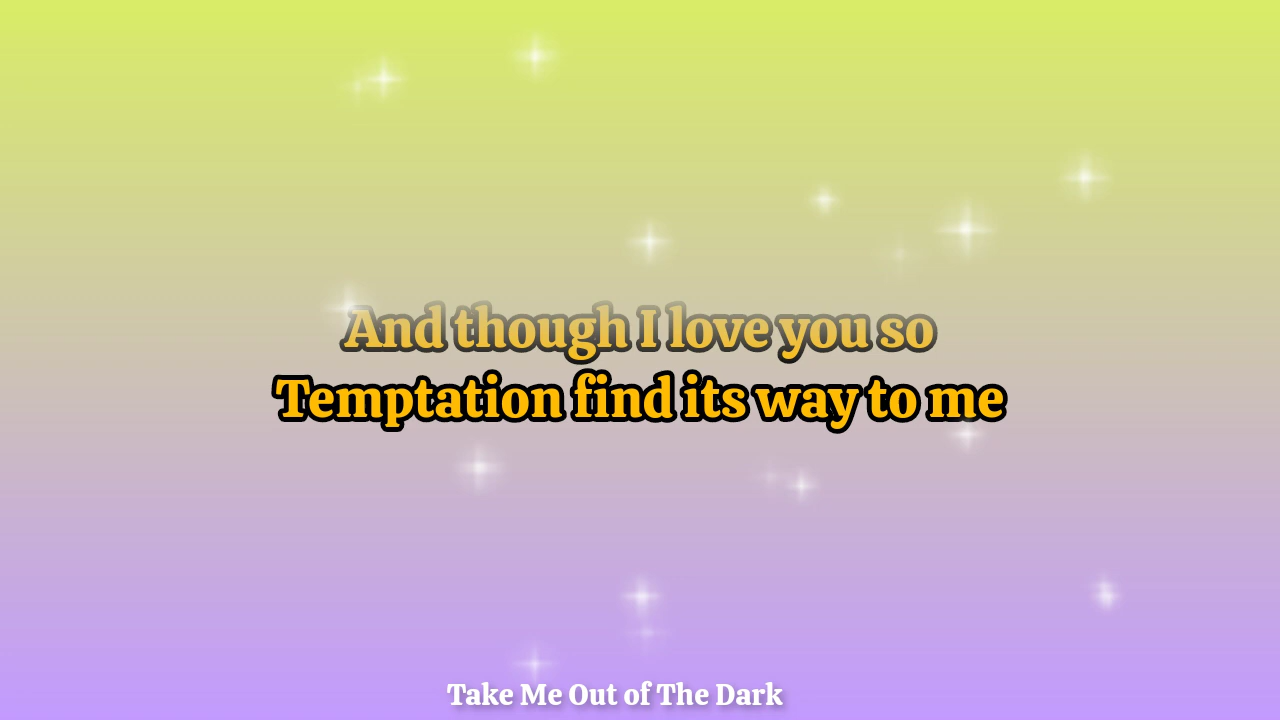 And though I love you so
Temptation find its way to me
Take Me Out of The Dark